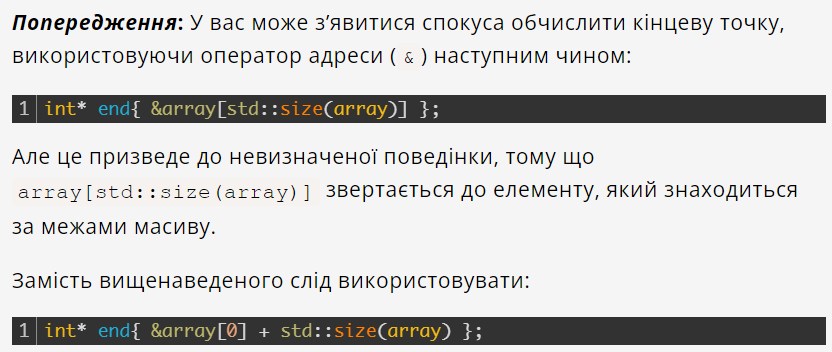 Попередження: У вас може з’явитися спокуса обчислити кінцеву точку,
використовуючи оператор адреси ( & ) наступним чином:
1 int* end{ &array[std::size(array)] };
Але це призведе до невизначеної поведінки, тому що
array[std::size(array)] звертається до елементу, який знаходиться
за межами масиву.
Замість вищенаведеного слід використовувати:
1 int* end{ &array[0] + std::size(array) };